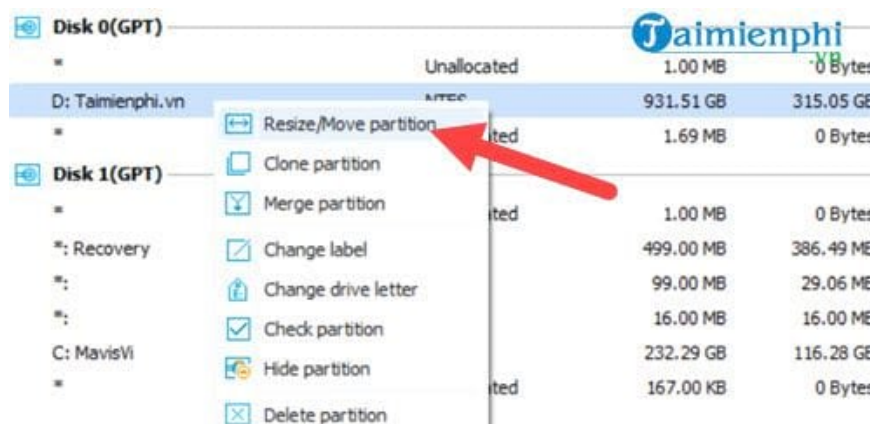 Disk 0(GPT)
Taimienphi
.vn
* Unallocated 1.00 MB 0 Bytes
D: Taimienphi.vn NTFS 931.51 GB 315.05 GB
Resize/Move partition
* 1.69 MB 0 Bytes
Clone partition
Disk 1(GPT)
Merge partition
* 1.00 MB 0 Bytes
*: Recovery 499.00 MB 386.49 MB
Change label
*: 99.00 MB 29.06 MB
Change drive letter
*: 16.00 MB 16.00 MB
Check partition
C: MavisVi 232.29 GB 116.28 GB
Hide partition
* 167.00 KB 0 Bytes
Delete partition